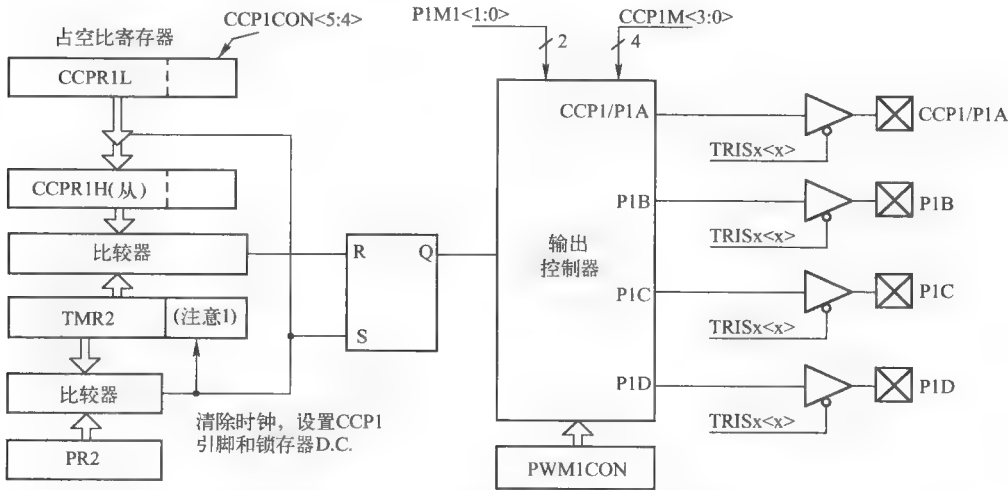 占空比寄存器
CCP1CON<5:4>
CCPR1L
CCPR1H(从)
比较器
TMR2
(注意1)
比较器
PR2
清除时钟，设置CCP1
引脚和锁存器D.C.
R
Q
S
P1M1<1:0>
2
CCP1M<3:0>
4
输出
控制器
CCP1/P1A
P1B
P1C
P1D
PWM1CON
TRISx<x>
CCP1/P1A
TRISx<x>
P1B
TRISx<x>
P1C
TRISx<x>
P1D